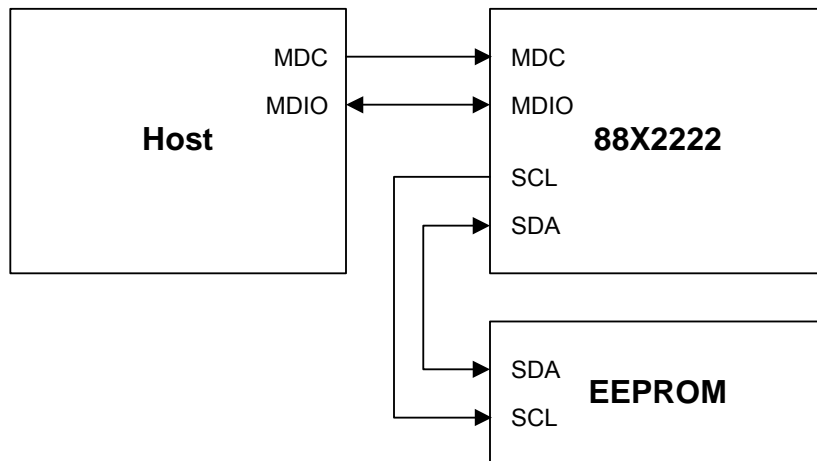 MDC
MDIO
Host
MDC
MDIO
88X2222
SCL
SDA
SDA
EEPROM
SCL